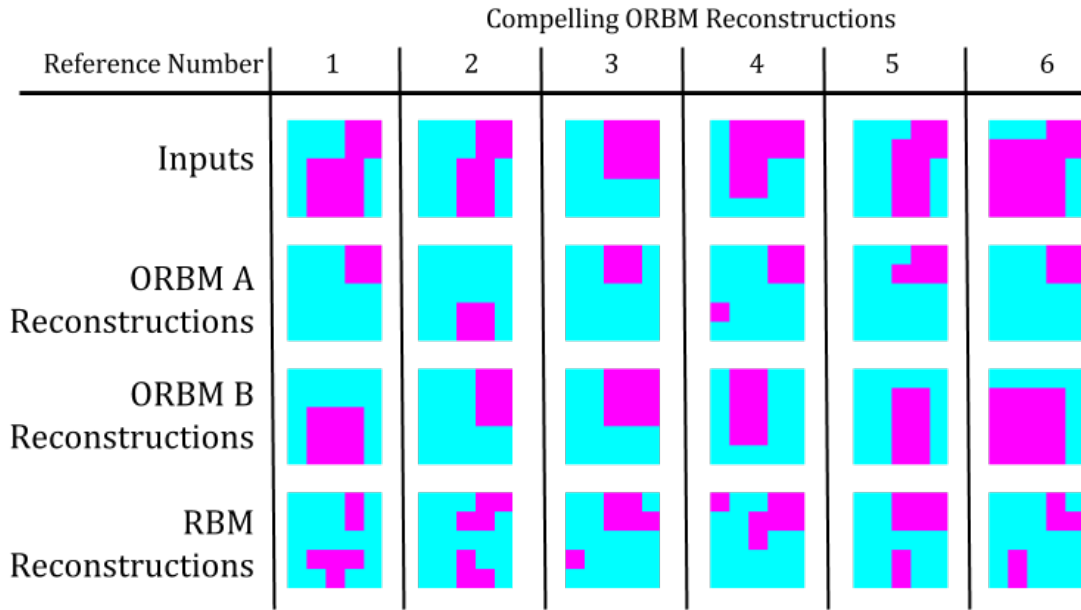 Compelling ORBM Reconstructions
Reference Number 1 2 3 4 5 6
Inputs
ORBM A
Reconstructions
ORBM B
Reconstructions
RBM
Reconstructions